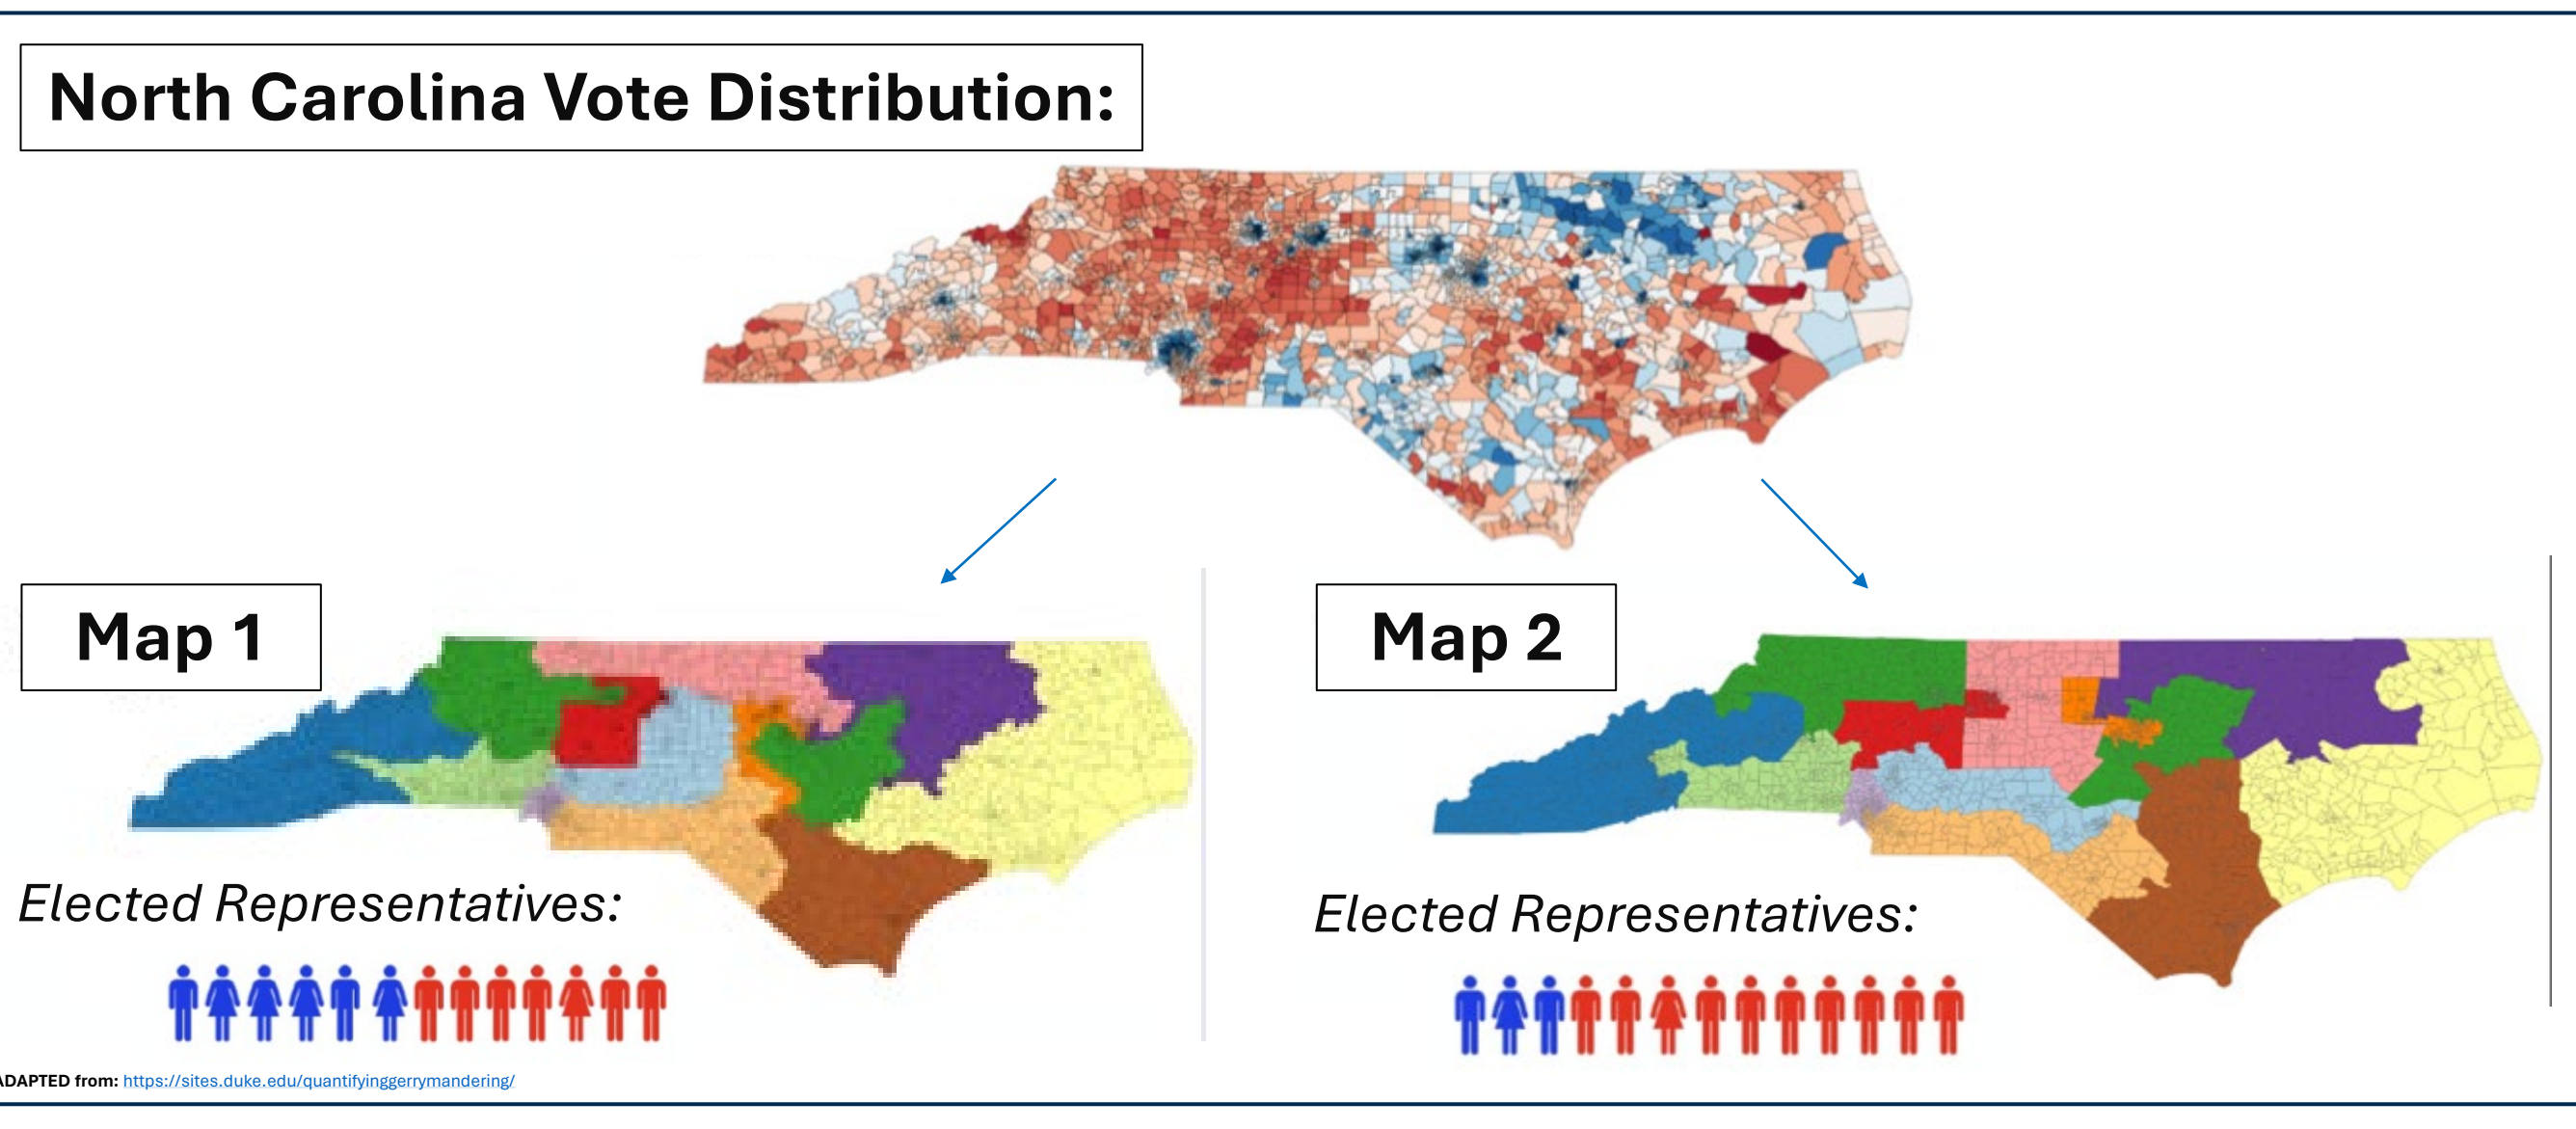 North Carolina Vote Distribution:
Map 1
Map 2
Elected Representatives:
Elected Representatives:
ADAPTED from: https://sites.duke.edu/quantifyinggerrymandering/